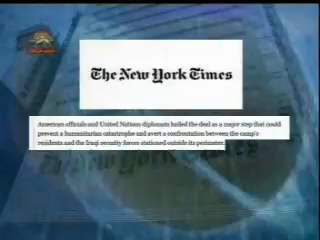 The New York Times
American officials and United Nations diplomats hailed the deal as a major step that could
prevent a humanitarian catastrophe and avert a confrontation between the camp's
residents and the Iraqi security forces stationed outside its perimeter.